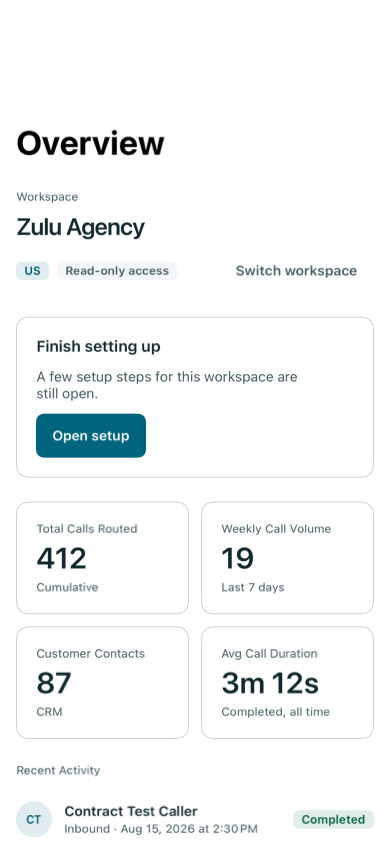 Overview
Workspace
Zulu Agency
US
Read-only access
Switch workspace
Finish setting up
A few setup steps for this workspace are
still open.
Open setup
Total Calls Routed
412
Cumulative
Weekly Call Volume
19
Last 7 days
Customer Contacts
87
CRM
Avg Call Duration
3m 12s
Completed, all time
Recent Activity
CT
Contract Test Caller
Inbound · Aug 15, 2026 at 2:30 PM
Completed